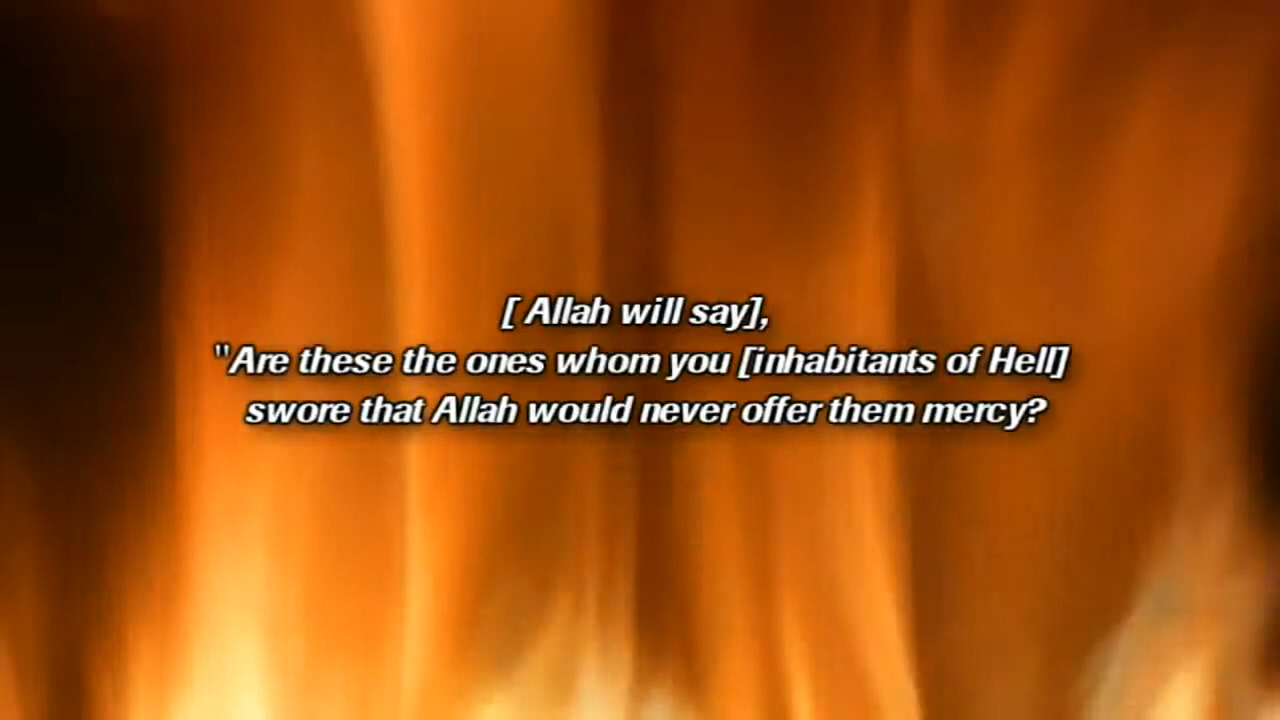 [ Allah will say],
"Are these the ones whom you [inhabitants of Hell]
swore that Allah would never offer them mercy?